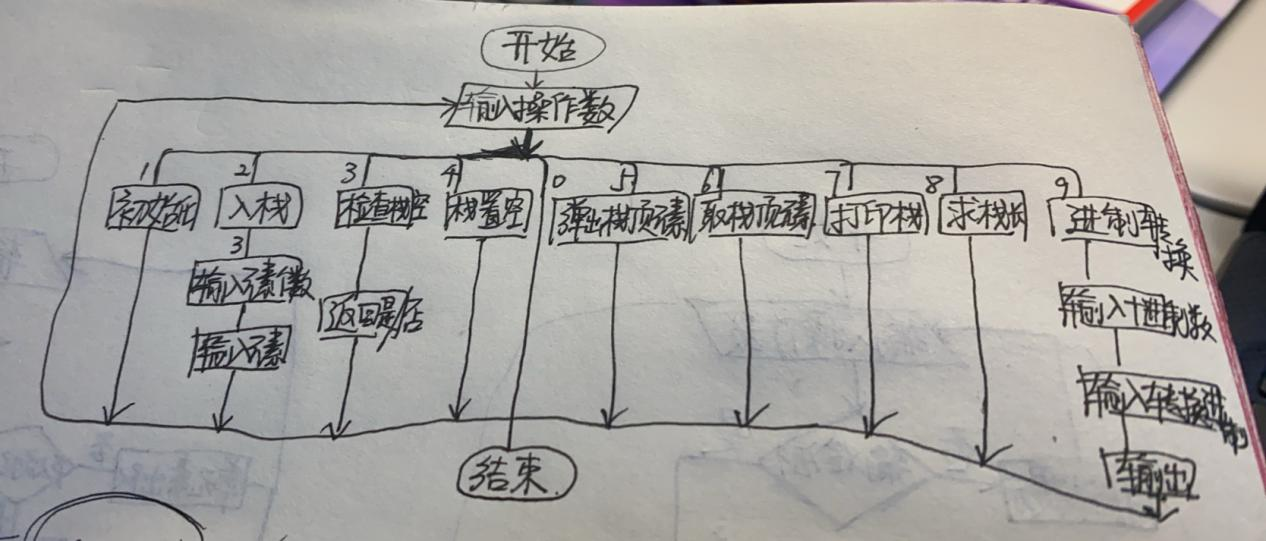 开始
输入操作数
1
2
3
4
0
5
6
7
8
9
初始化
入栈
检查栈空
栈置空
弹出栈顶元素
取栈顶元素
打印栈
求栈长
进制转换
3
输入元素个数
返回是否
输入十进制数
输入元素
输入转换进制
输出
结束